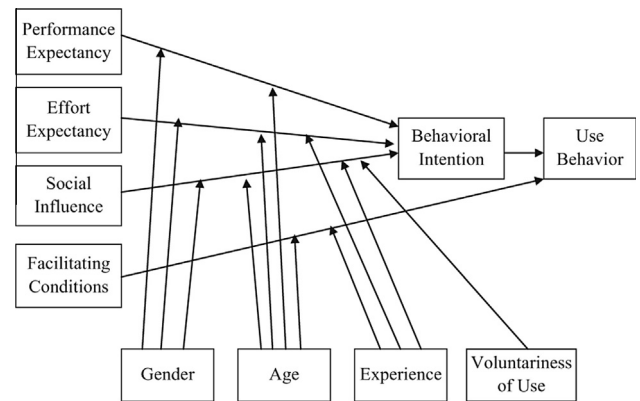 Performance
Expectancy
Effort
Expectancy
Social
Influence
Facilitating
Conditions
Behavioral
Intention
Use
Behavior
Gender
Age
Experience
Voluntariness
of Use